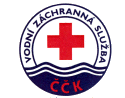 VODNÍ ZÁCHRANNÁ SLUŽBA
ČČK